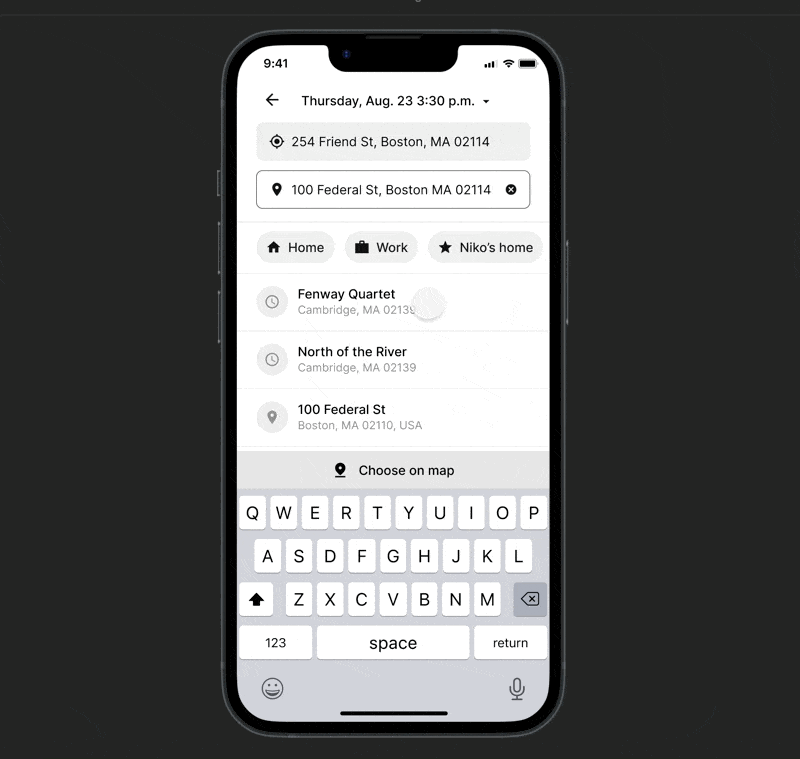 9:41
Thursday, Aug. 23 3:30 p.m.
254 Friend St, Boston, MA 02114
100 Federal St, Boston MA 02114
Home Work Niko’s home
Fenway Quartet
Cambridge, MA 02139
North of the River
Cambridge, MA 02139
100 Federal St
Boston, MA 02110, USA
Choose on map
Q W E R T Y U I O P
A S D F G H J K L
Z X C V B N M
123 space return